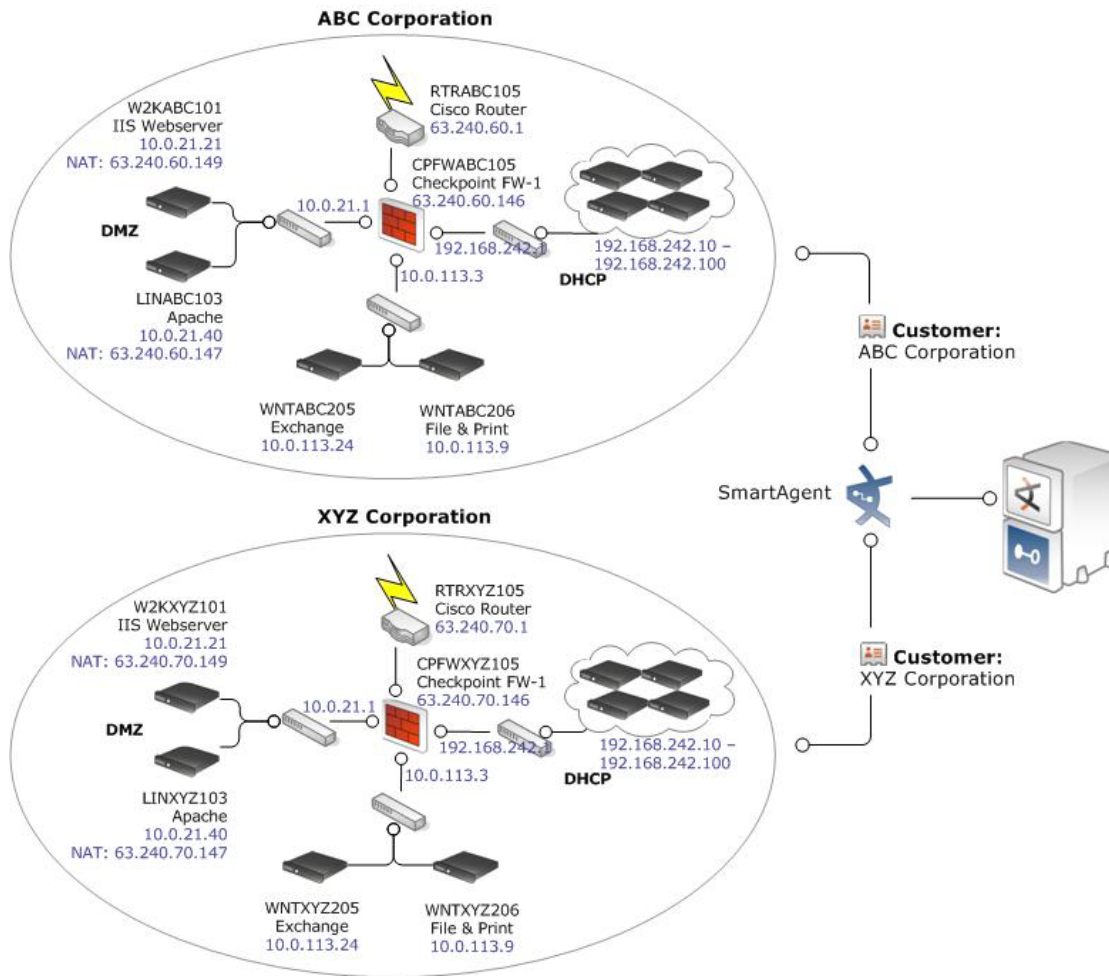 ABC Corporation
RTRABC105
Cisco Router
63.240.60.1
W2KABC101
IIS Webserver
10.0.21.21
NAT: 63.240.60.149
CPFWABC105
Checkpoint FW-1
63.240.60.146
10.0.21.1
DMZ
192.168.242.1
192.168.242.10 –
192.168.242.100
DHCP
10.0.113.3
LINABC103
Apache
10.0.21.40
NAT: 63.240.60.147
WNTABC205
Exchange
10.0.113.24
WNTABC206
File & Print
10.0.113.9
Customer:
ABC Corporation
SmartAgent
XYZ Corporation
RTRXYZ105
Cisco Router
63.240.70.1
W2KXYZ101
IIS Webserver
10.0.21.21
NAT: 63.240.70.149
CPFWXYZ105
Checkpoint FW-1
63.240.70.146
10.0.21.1
DMZ
192.168.242.1
192.168.242.10 –
192.168.242.100
DHCP
10.0.113.3
LINXYZ103
Apache
10.0.21.40
NAT: 63.240.70.147
WNTXYZ205
Exchange
10.0.113.24
WNTXYZ206
File & Print
10.0.113.9
Customer:
XYZ Corporation